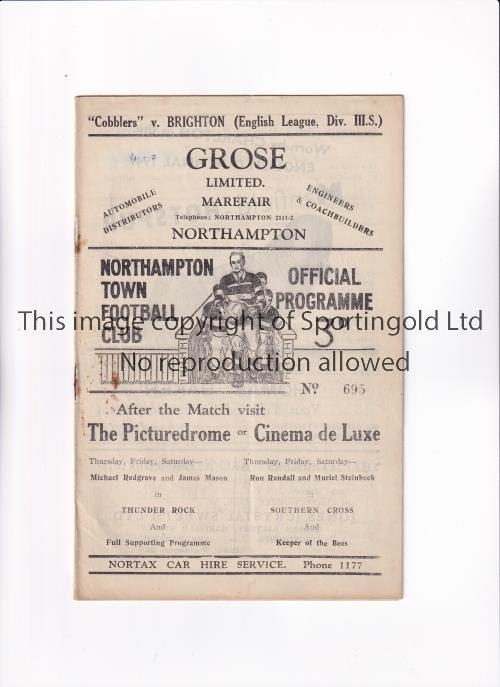 "Cobblers" v. BRIGHTON (English League, Div. III.S.)
GROSE
LIMITED.
MAREFAIR
AUTOMOBILE
DISTRIBUTORS
ENGINEERS
& COACHBUILDERS
Telephone: NORTHAMPTON 2111-2
NORTHAMPTON
NORTHAMPTON
TOWN
FOOTBALL
CLUB
OFFICIAL
PROGRAMME
3D
This image copyright of Sportingold Ltd
No reproduction allowed
No 695
After the Match visit
The Picturedrome or Cinema de Luxe
Thursday, Friday, Saturday—
Michael Redgrave and Jamas Mason
in
THUNDER ROCK
And
Full Supporting Programme
Thursday, Friday, Saturday—
Ron Randall and Muriel Steinbeck
in
SOUTHERN CROSS
And
Keeper of the Bees
NORTAX CAR HIRE SERVICE. Phone 1177